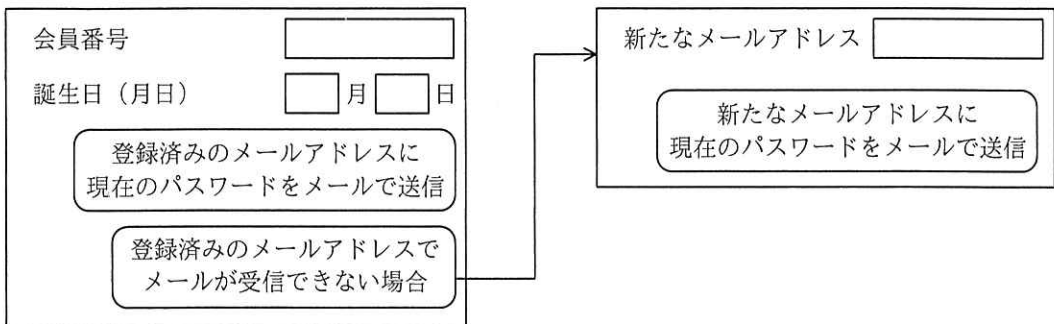 会員番号
誕生日（月日） 月 日
登録済みのメールアドレスに
現在のパスワードをメールで送信
登録済みのメールアドレスで
メールが受信できない場合
新たなメールアドレス
新たなメールアドレスに
現在のパスワードをメールで送信